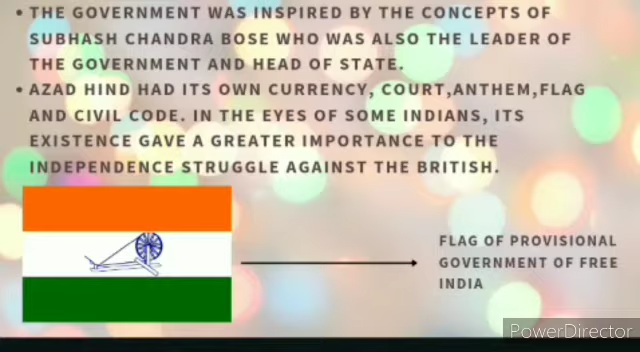 • THE GOVERNMENT WAS INSPIRED BY THE CONCEPTS OF
SUBHASH CHANDRA BOSE WHO WAS ALSO THE LEADER OF
THE GOVERNMENT AND HEAD OF STATE.
• AZAD HIND HAD ITS OWN CURRENCY, COURT,ANTHEM,FLAG
AND CIVIL CODE. IN THE EYES OF SOME INDIANS, ITS
EXISTENCE GAVE A GREATER IMPORTANCE TO THE
INDEPENDENCE STRUGGLE AGAINST THE BRITISH.
FLAG OF PROVISIONAL
GOVERNMENT OF FREE
INDIA
PowerDirector